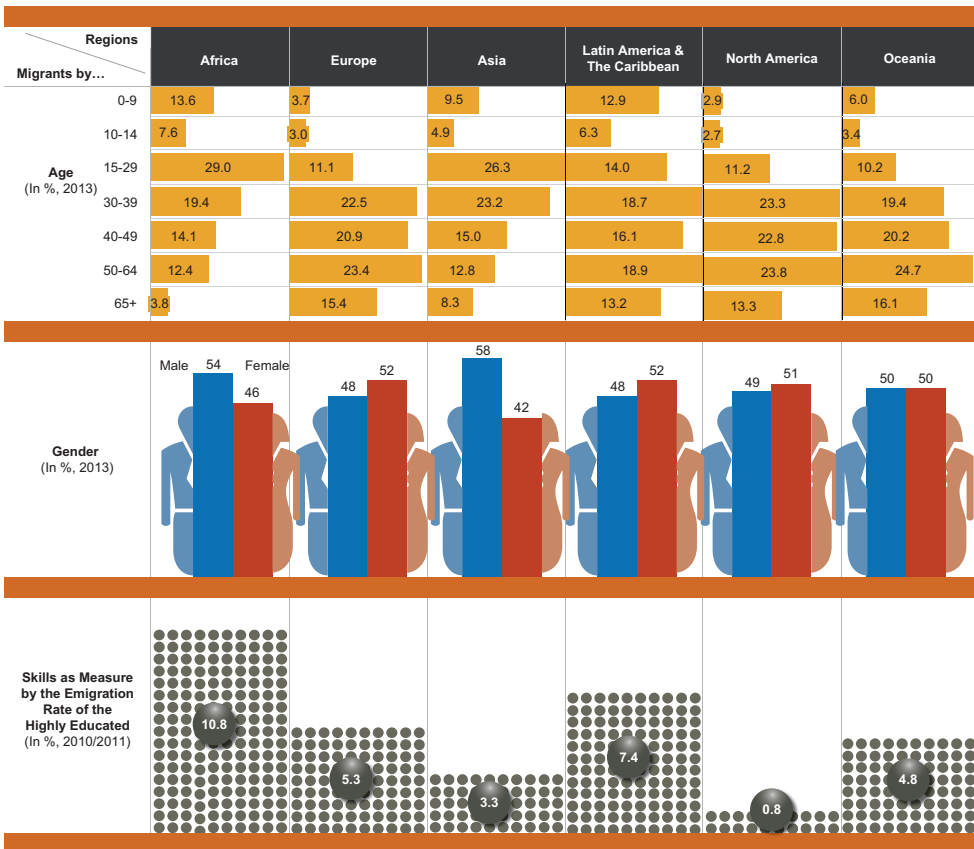 Regions
Migrants by…
Africa
Europe
Asia
Latin America &
The Caribbean
North America
Oceania
0-9 13.6 3.7 9.5 12.9 2.9 6.0
10-14 7.6 3.0 4.9 6.3 2.7 3.4
Age
(In %, 2013)
15-29 29.0 11.1 26.3 14.0 11.2 10.2
30-39 19.4 22.5 23.2 18.7 23.3 19.4
40-49 14.1 20.9 15.0 16.1 22.8 20.2
50-64 12.4 23.4 12.8 18.9 23.8 24.7
65+ 3.8 15.4 8.3 13.2 13.3 16.1
Gender
(In %, 2013)
Male 54 Female 46
48 52
58 42
48 52
49 51
50 50
Skills as Measure
by the Emigration
Rate of the
Highly Educated
(In %, 2010/2011)
10.8 5.3 3.3 7.4 0.8 4.8